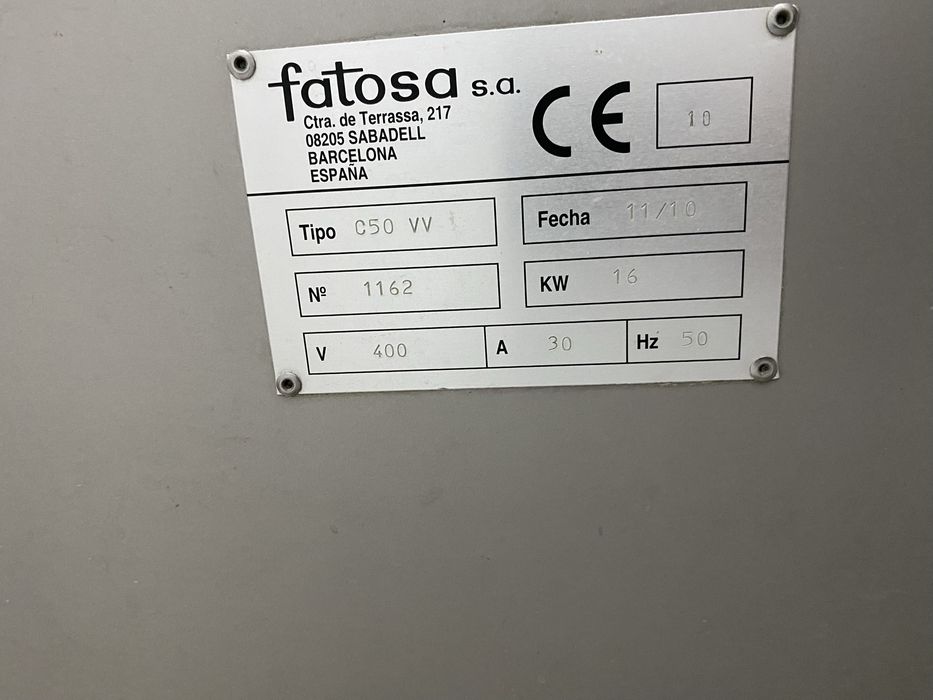 fatosa s.a.
Ctra. de Terrassa, 217
08205 SABADELL
BARCELONA
ESPAÑA
CE 10
Tipo C50 VV
Fecha 11/10
Nº 1162
KW 16
V 400 A 30 Hz 50